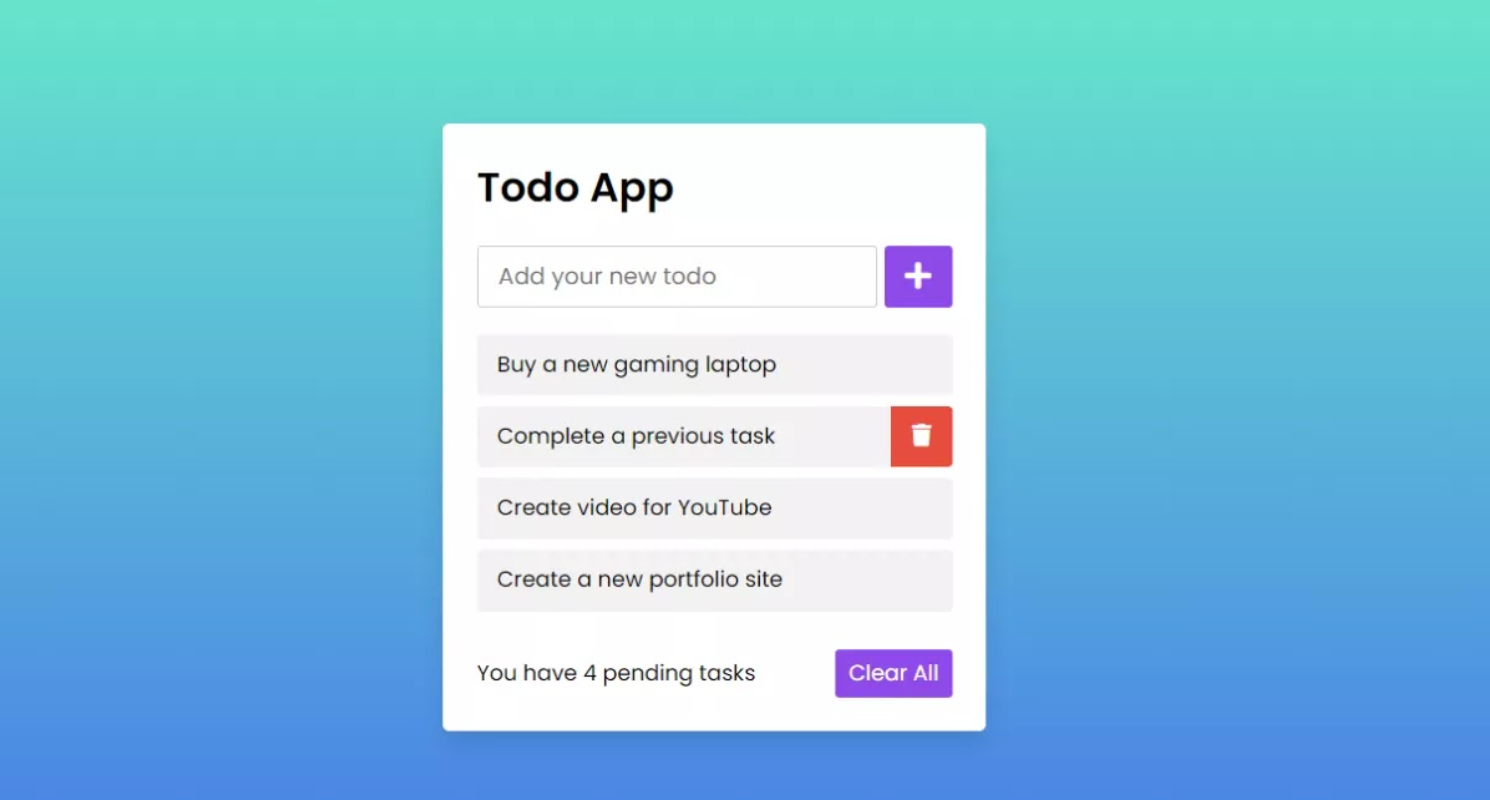 Todo App
Add your new todo
Buy a new gaming laptop
Complete a previous task
Create video for YouTube
Create a new portfolio site
You have 4 pending tasks
Clear All